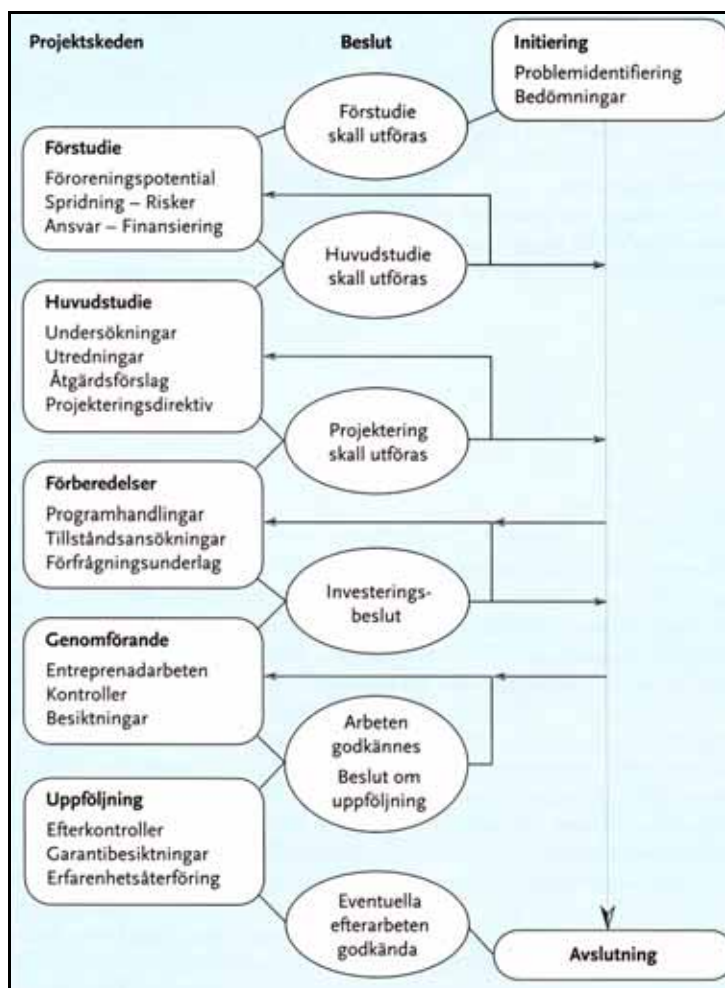 Projektskeden
Beslut
Initiering
Problemidentifiering
Bedömningar
Förstudie
skall utföras
Förstudie
Föroreningspotential
Spridning – Risker
Ansvar – Finansiering
Huvudstudie
skall utföras
Huvudstudie
Undersökningar
Utredningar
Åtgärdsförslag
Projekteringsdirektiv
Projektering
skall utföras
Förberedelser
Programhandlingar
Tillståndsansökningar
Förfrågningsunderlag
Investerings-
beslut
Genomförande
Entreprenadarbeten
Kontroller
Besiktningar
Arbeten
godkännes
Beslut om
uppföljning
Uppföljning
Efterkontroller
Garantibesiktningar
Erfarenhetsåterföring
Eventuella
efterarbeten
godkända
Avslutning